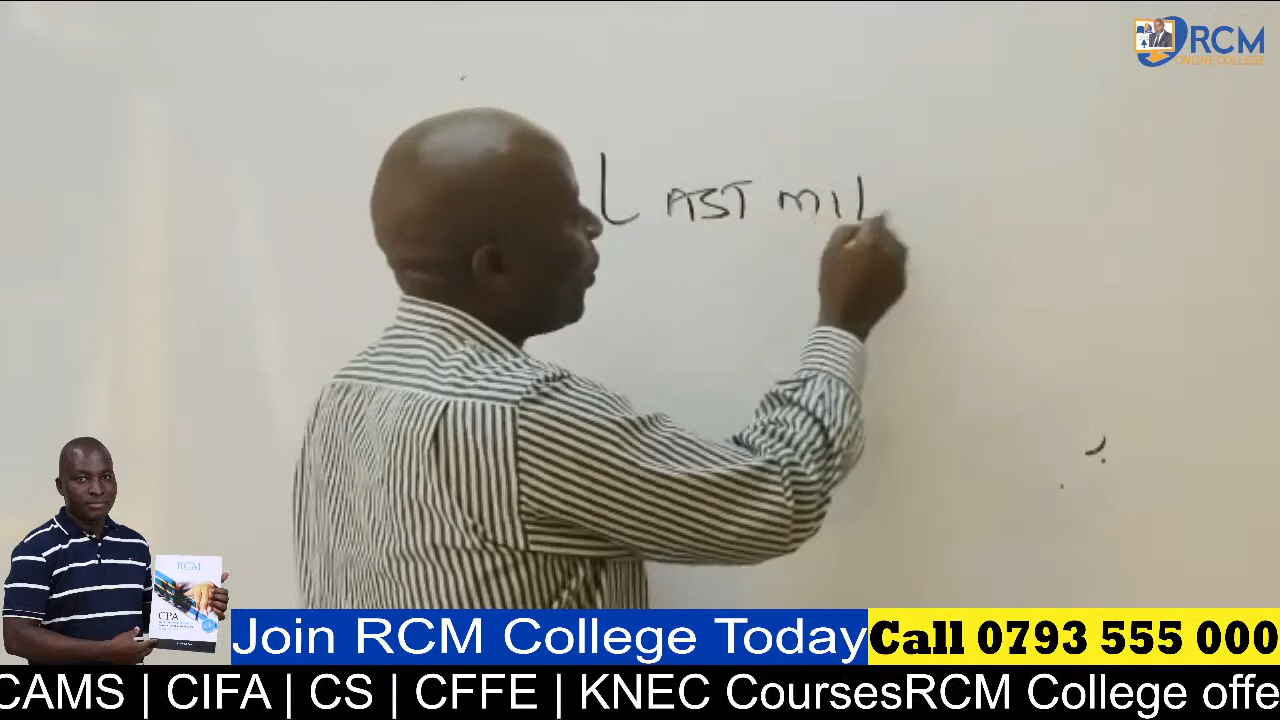 RCM
ONLINE COLLEGE
LAST MIL
RCM
CPA
Join RCM College Today
Call 0793 555 000
CAMS | CIFA | CS | CFFE | KNEC CoursesRCM College offe